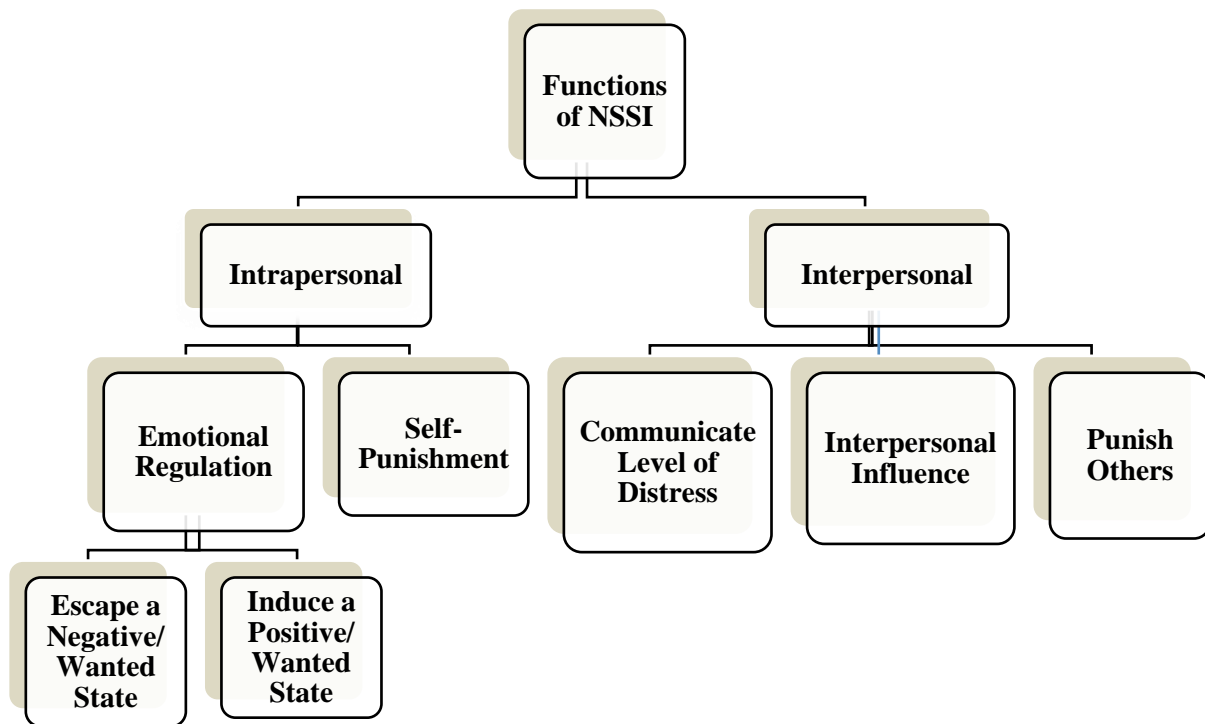 Functions
of NSSI
Intrapersonal
Interpersonal
Emotional
Regulation
Self-
Punishment
Communicate
Level of
Distress
Interpersonal
Influence
Punish
Others
Escape a
Negative/
Wanted
State
Induce a
Positive/
Wanted
State